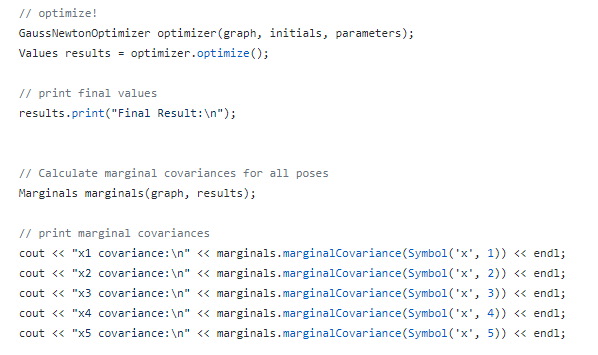 // optimize!
GaussNewtonOptimizer optimizer(graph, initials, parameters);
Values results = optimizer.optimize();
// print final values
results.print("Final Result:\n");
// Calculate marginal covariances for all poses
Marginals marginals(graph, results);
// print marginal covariances
cout << "x1 covariance:\n" << marginals.marginalCovariance(Symbol('x', 1)) << endl;
cout << "x2 covariance:\n" << marginals.marginalCovariance(Symbol('x', 2)) << endl;
cout << "x3 covariance:\n" << marginals.marginalCovariance(Symbol('x', 3)) << endl;
cout << "x4 covariance:\n" << marginals.marginalCovariance(Symbol('x', 4)) << endl;
cout << "x5 covariance:\n" << marginals.marginalCovariance(Symbol('x', 5)) << endl;